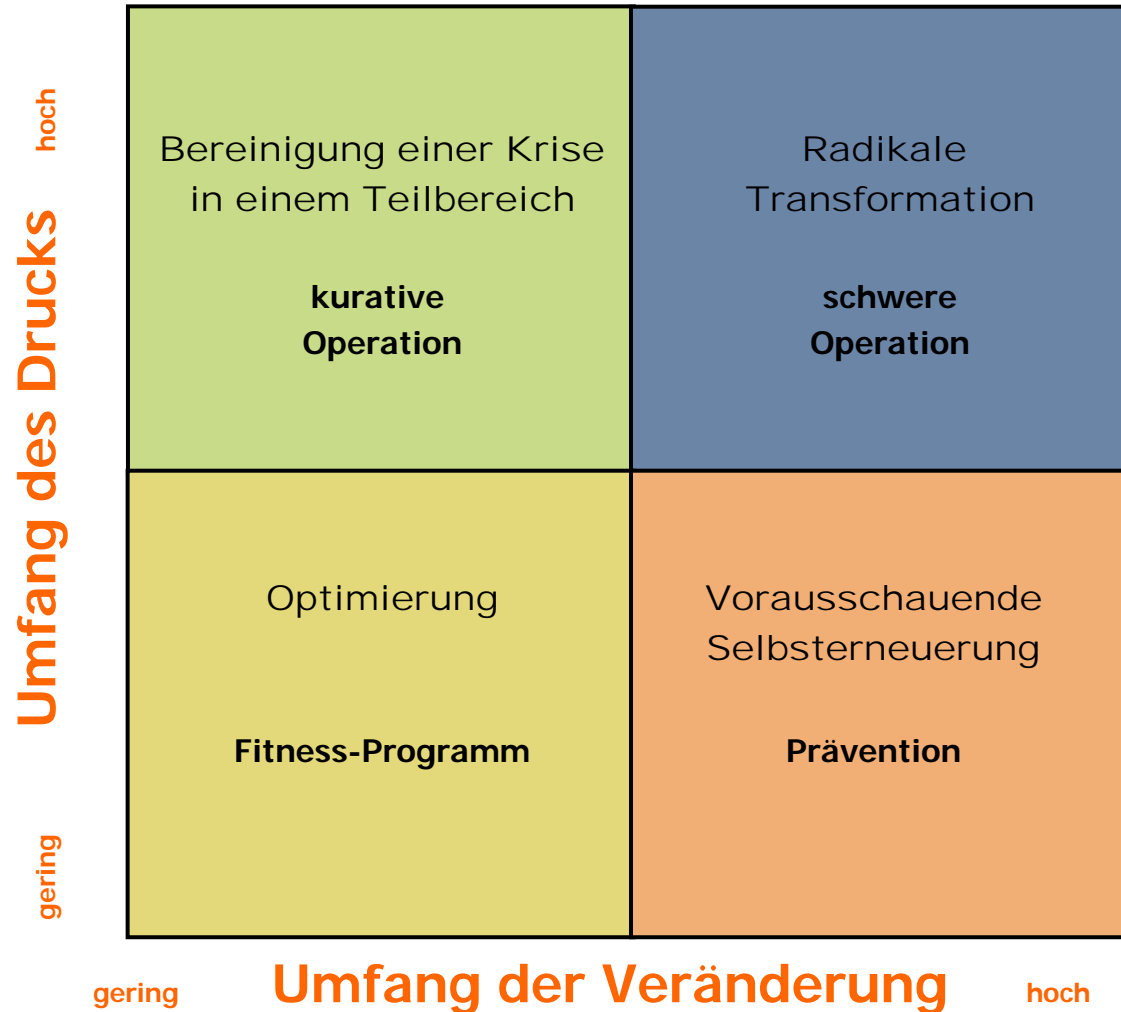 hoch
Umfang des Drucks
gering
Bereinigung einer Krise
in einem Teilbereich
kurative
Operation
Radikale
Transformation
schwere
Operation
Optimierung
Fitness-Programm
Vorausschauende
Selbsterneuerung
Prävention
gering
Umfang der Veränderung
hoch